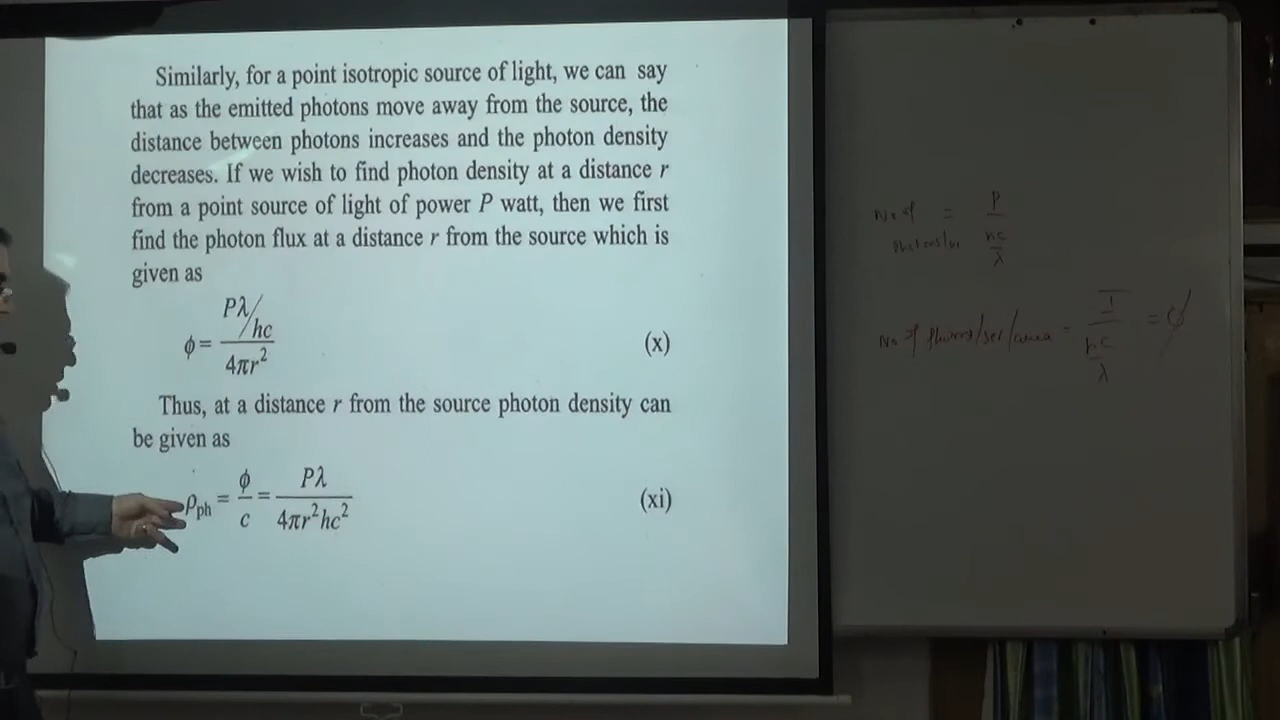 Similarly, for a point isotropic source of light, we can say
that as the emitted photons move away from the source, the
distance between photons increases and the photon density
decreases. If we wish to find photon density at a distance r
from a point source of light of power P watt, then we first
find the photon flux at a distance r from the source which is
given as
ϕ = (Pλ/hc) / 4πr² (x)
Thus, at a distance r from the source photon density can
be given as
ρph = ϕ/c = Pλ / 4πr²hc² (xi)
No of = P / (hc/λ)
No of /sec/area = I / (hc/λ) = ϕ